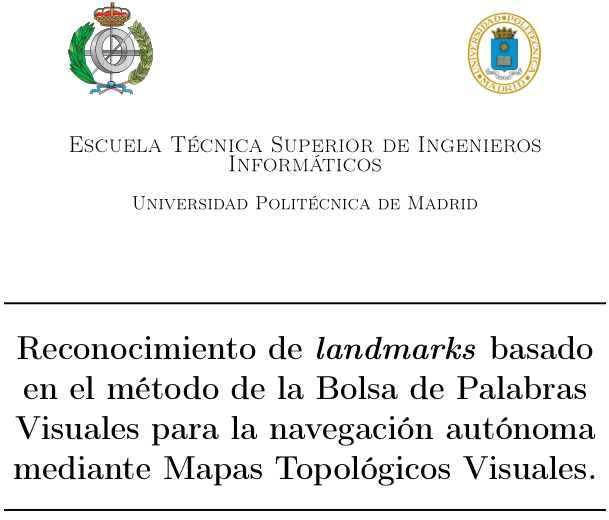 UNIVERSIDAD POLITÉCNICA
MADRID
ESCUELA TÉCNICA SUPERIOR DE INGENIEROS
INFORMÁTICOS
UNIVERSIDAD POLITÉCNICA DE MADRID
Reconocimiento de landmarks basado
en el método de la Bolsa de Palabras
Visuales para la navegación autónoma
mediante Mapas Topológicos Visuales.